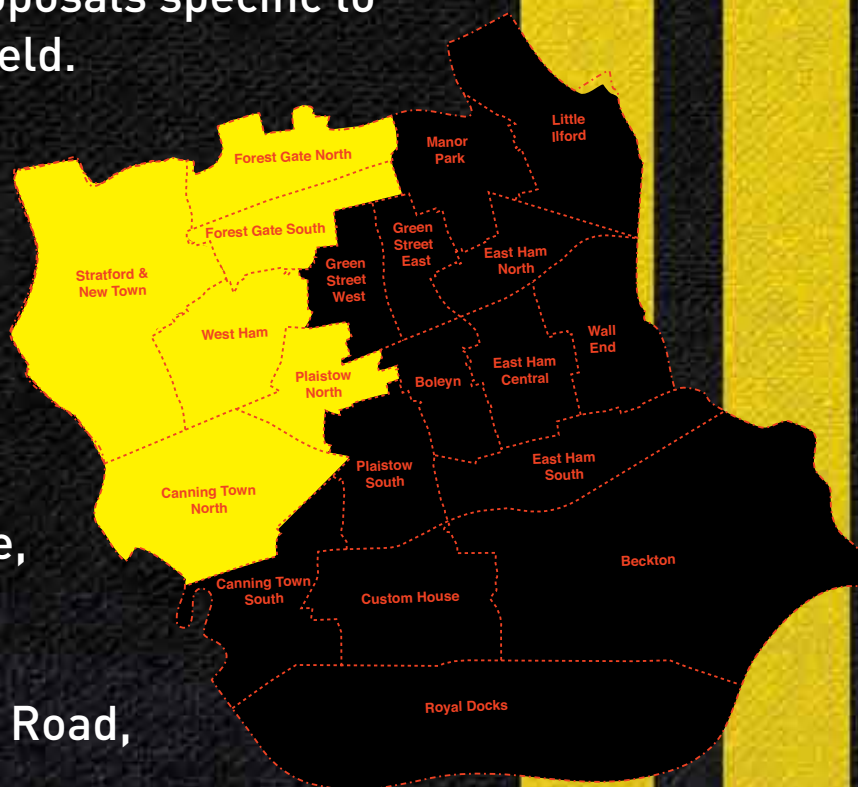 oposals specific to
eld.
Little
Ilford
Manor
Park
Forest Gate North
Forest Gate South
Green
Street
East
Green
Street
West
East Ham
North
Stratford &
New Town
West Ham
Wall
End
East Ham
Central
Boleyn
Plaistow
North
East Ham
South
Plaistow
South
Canning Town
North
e,
Beckton
Canning Town
South
Custom House
Royal Docks
Road,